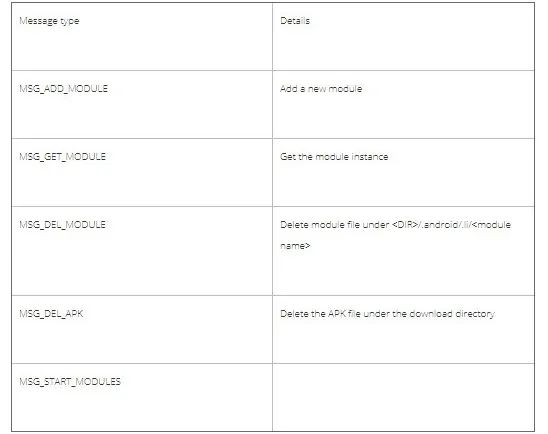 Message type
Details
MSG_ADD_MODULE
Add a new module
MSG_GET_MODULE
Get the module instance
MSG_DEL_MODULE
Delete module file under <DIR>/.android/.li/<module
name>
MSG_DEL_APK
Delete the APK file under the download directory
MSG_START_MODULES